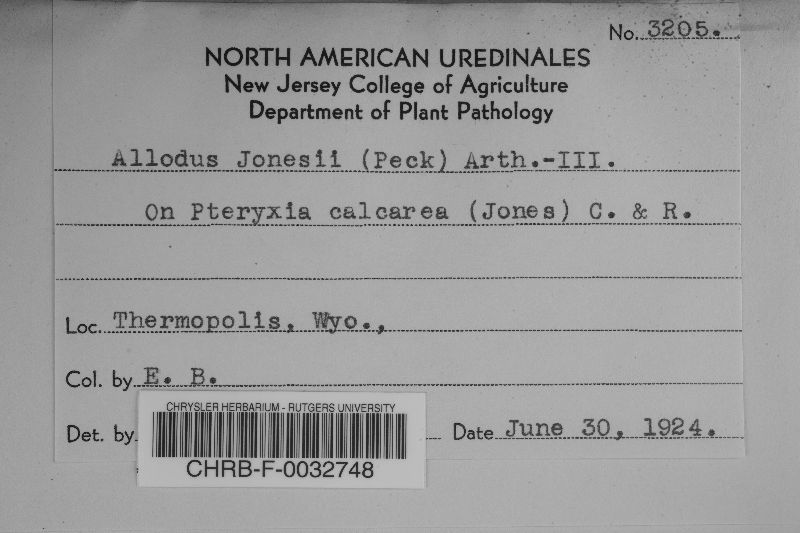 No. 3205.
NORTH AMERICAN UREDINALES
New Jersey College of Agriculture
Department of Plant Pathology
Allodus Jonesii (Peck) Arth.-III.
On Pteryxia calcarea (Jones) C. & R.
Loc. Thermopolis, Wyo.,
Col. by E. B.
Det. by Date June 30, 1924.
CHRYSLER HERBARIUM - RUTGERS UNIVERSITY
CHRB-F-0032748